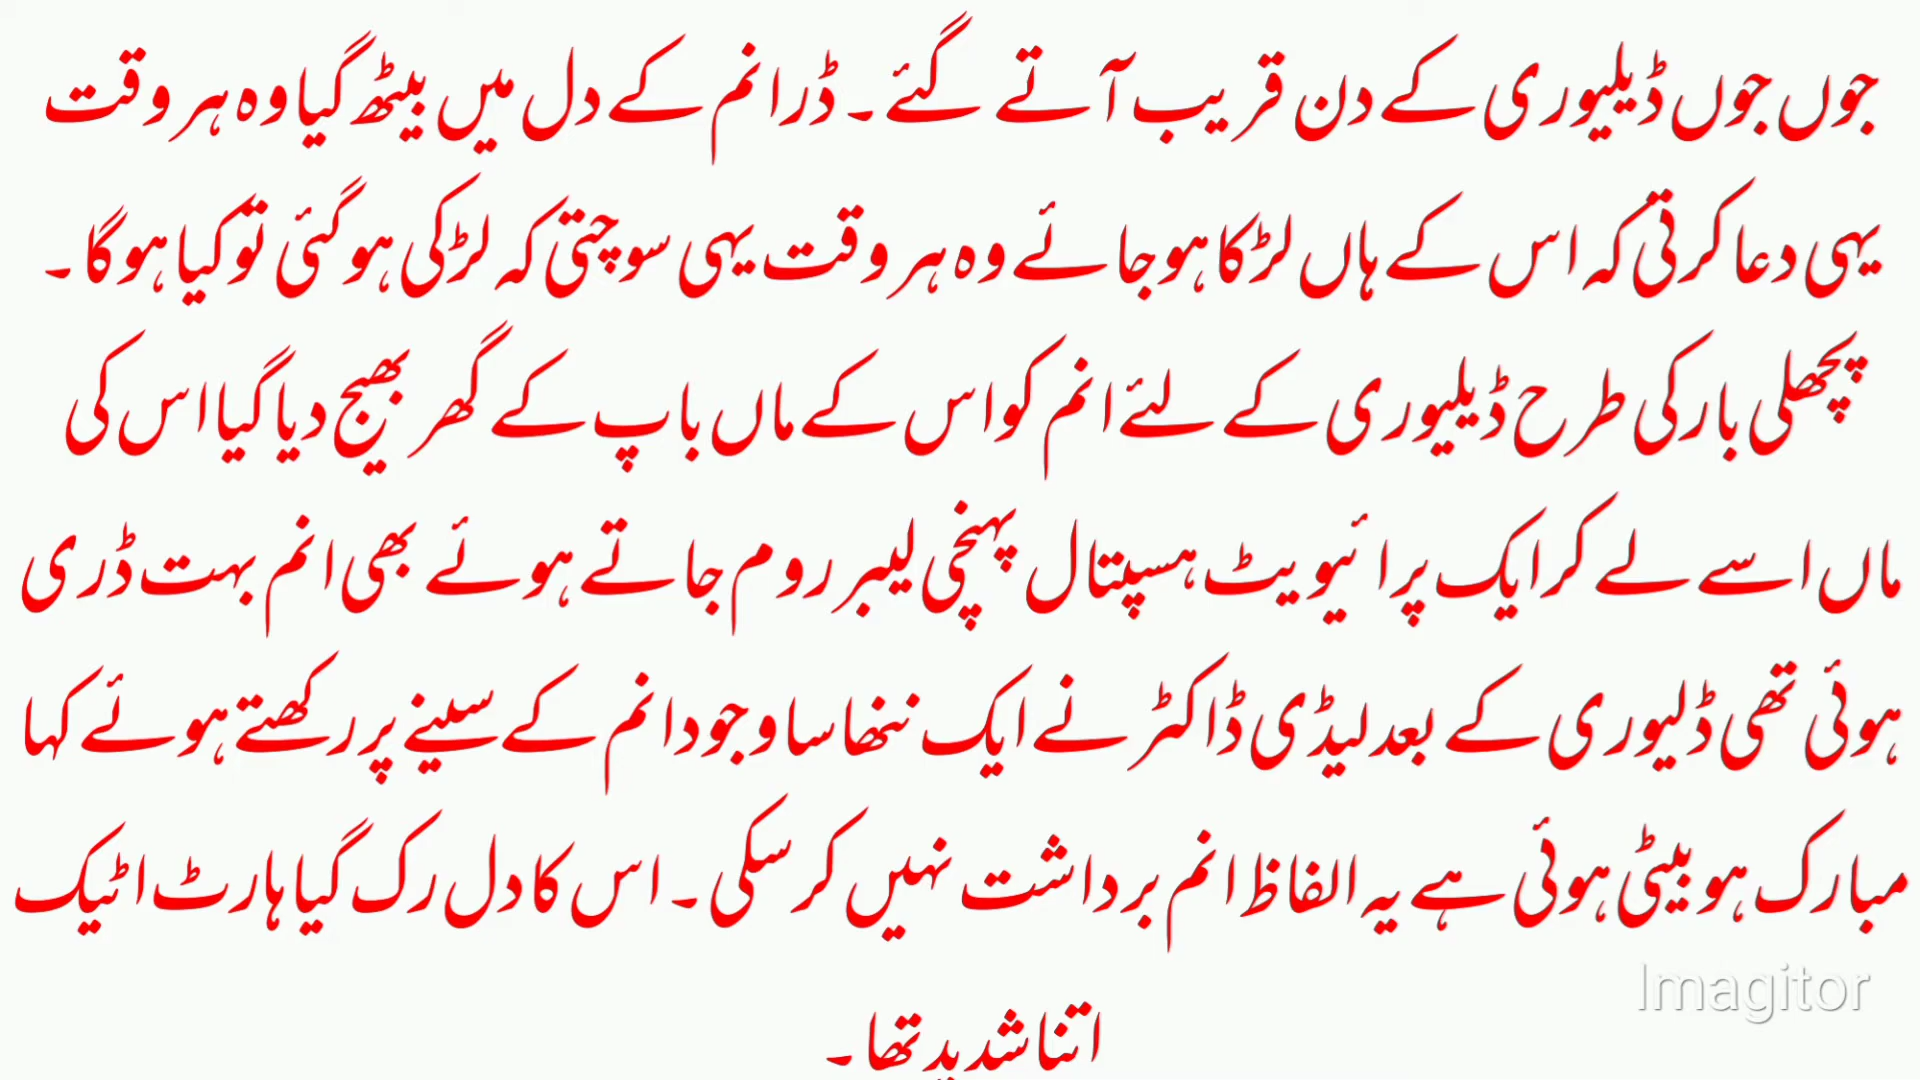 جوں جوں ڈیلیوری کے دن قریب آتے گئے۔ ڈر انم کے دل میں بیٹھ گیا وہ ہر وقت
یہی دعا کرتی کہ اس کے ہاں لڑکا ہو جائے وہ ہر وقت یہی سوچتی کہ لڑکی ہو گئی تو کیا ہو گا۔
پچھلی بار کی طرح ڈیلیوری کے لئے انم کو اس کے ماں باپ کے گھر بھیج دیا گیا اس کی
ماں اسے لے کر ایک پرائیویٹ ہسپتال پہنچی لیبر روم جاتے ہوئے بھی انم بہت ڈری
ہوئی تھی ڈلیوری کے بعد لیڈی ڈاکٹر نے ایک ننھا سا وجود انم کے سینے پر رکھتے ہوئے کہا
مبارک ہو بیٹی ہوئی ہے یہ الفاظ انم برداشت نہیں کر سکی۔ اس کا دل رک گیا ہارٹ اٹیک
Imagitor
اتنا شدید تھا۔